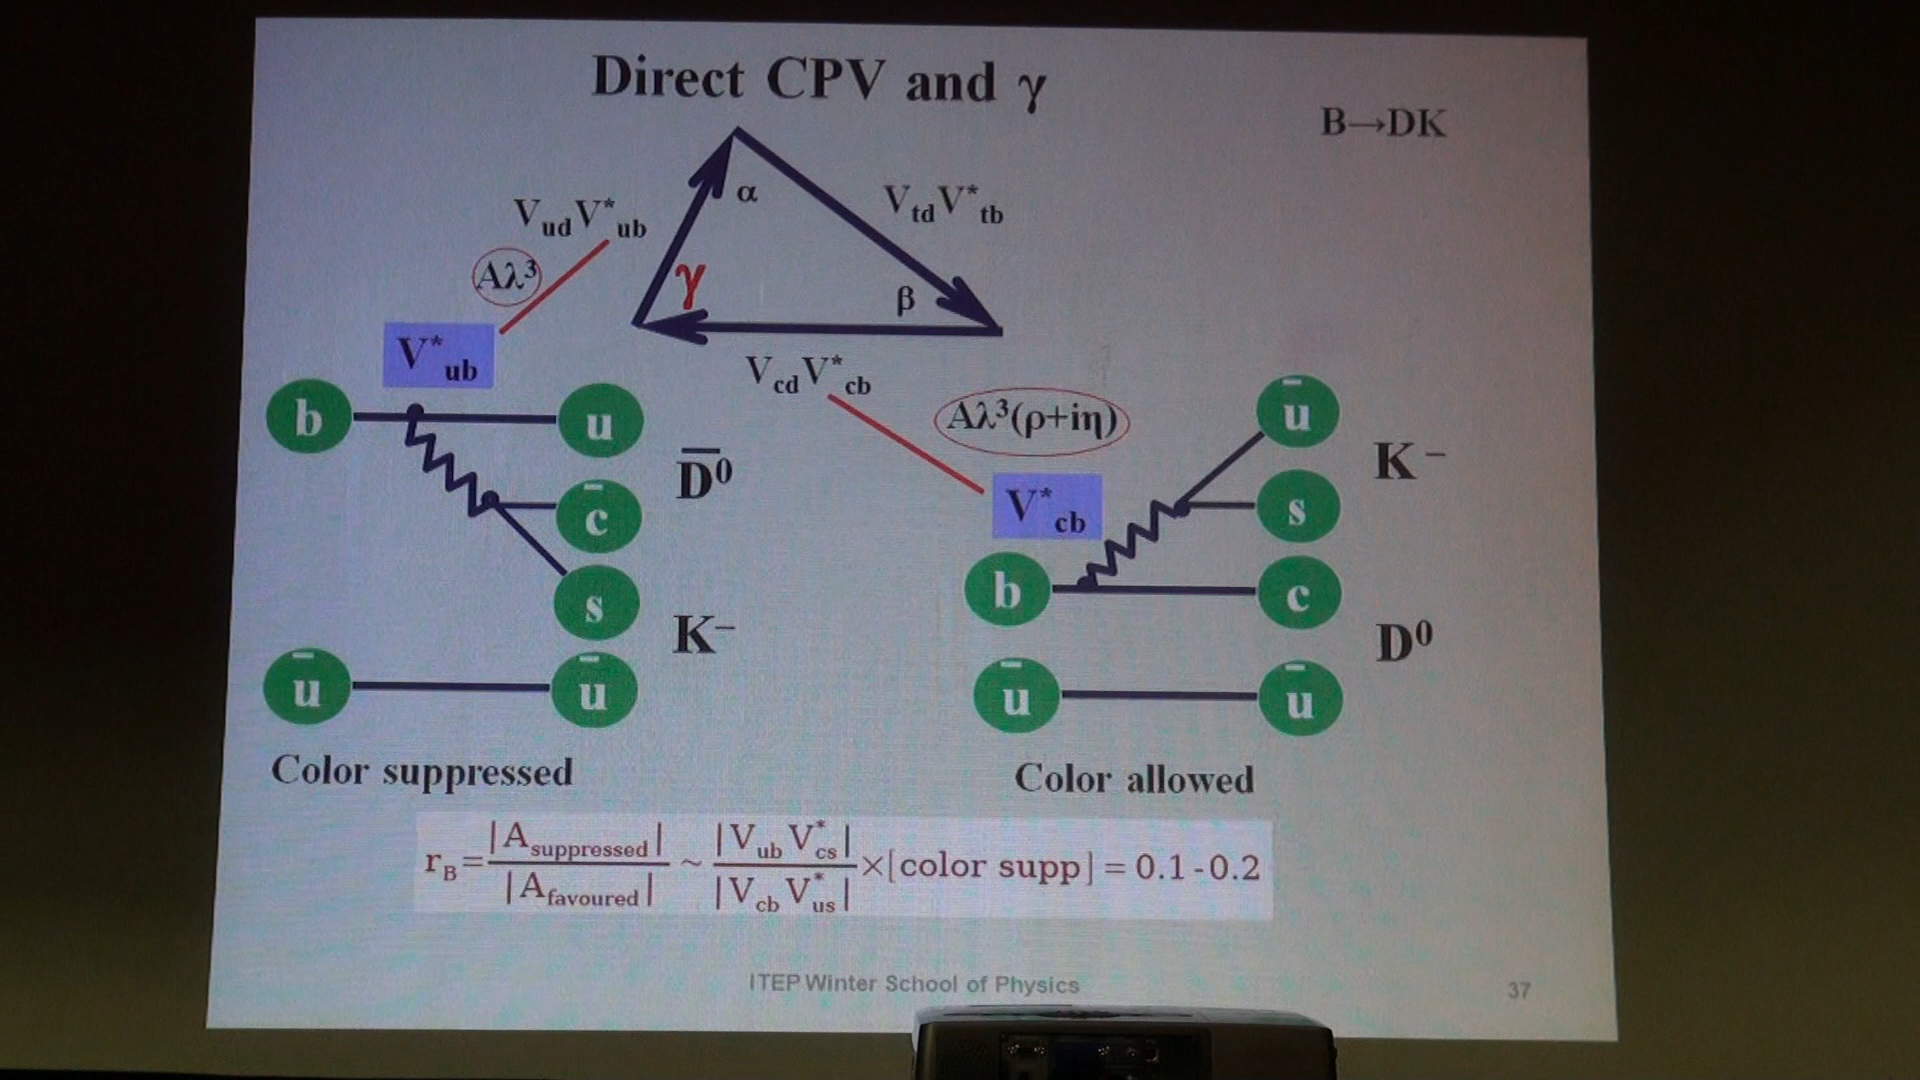 Direct CPV and γ
B→DK
α
V_ud V*_ub
V_td V*_tb
Aλ³
γ
β
V*_ub
V_cd V*_cb
Aλ³(ρ+iη)
b
u
ū
K⁻
D̄⁰
V*_cb
c̄
s
b
c
s
K⁻
D⁰
ū
ū
ū
ū
Color suppressed
Color allowed
r_B = |A_suppressed| / |A_favoured| ~ |V_ub V*_cs| / |V_cb V*_us| ×[color supp] = 0.1 - 0.2
ITEP Winter School of Physics
37